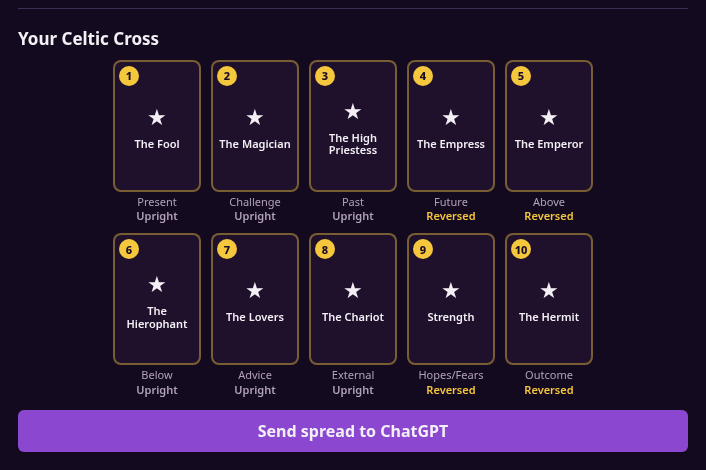 Your Celtic Cross
1 2 3 4 5
The Fool
The Magician
The High
Priestess
The Empress
The Emperor
Present Challenge Past Future Above
Upright Upright Upright Reversed Reversed
6 7 8 9 10
The
Hierophant
The Lovers
The Chariot
Strength
The Hermit
Below Advice External Hopes/Fears Outcome
Upright Upright Upright Reversed Reversed
Send spread to ChatGPT